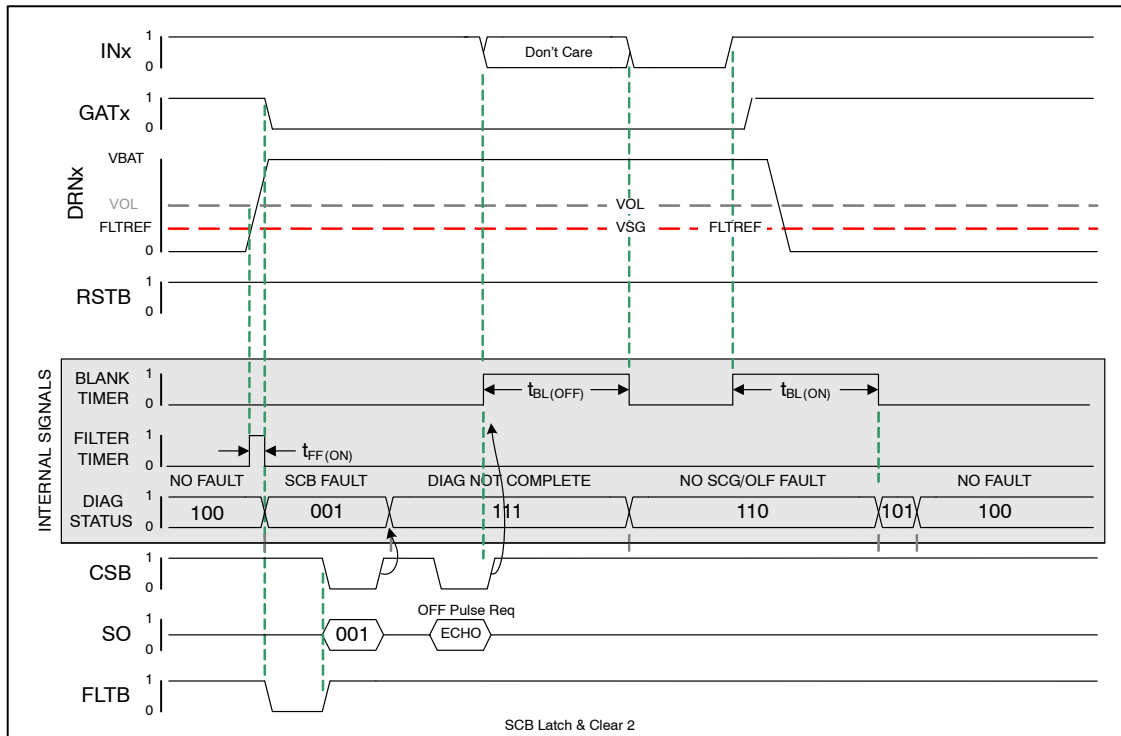 INx
1
0
Don't Care
GATx
1
0
DRNx
VBAT
VOL
FLTREF
0
VOL
VSG
FLTREF
RSTB
1
0
INTERNAL SIGNALS
BLANK TIMER
1
0
tBL(OFF)
tBL(ON)
FILTER TIMER
1
0
tFF(ON)
NO FAULT
SCB FAULT
DIAG NOT COMPLETE
NO SCG/OLF FAULT
NO FAULT
DIAG STATUS
1
0
100
001
111
110
101
100
CSB
1
0
OFF Pulse Req
SO
1
0
001
ECHO
FLTB
1
0
SCB Latch & Clear 2